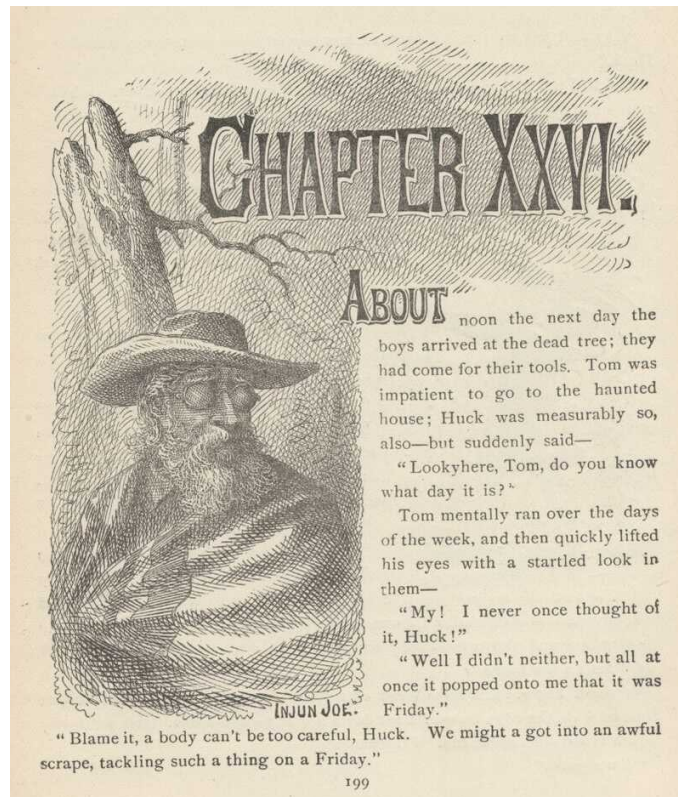 CHAPTER XXVI.
ABOUT noon the next day the
boys arrived at the dead tree; they
had come for their tools. Tom was
impatient to go to the haunted
house; Huck was measurably so,
also—but suddenly said—
"Lookyhere, Tom, do you know
what day it is?"
Tom mentally ran over the days
of the week, and then quickly lifted
his eyes with a startled look in
them—
"My! I never once thought of
it, Huck!"
"Well I didn't neither, but all at
once it popped onto me that it was
Friday."
INJUN JOE.
"Blame it, a body can't be too careful, Huck. We might a got into an awful
scrape, tackling such a thing on a Friday."
199